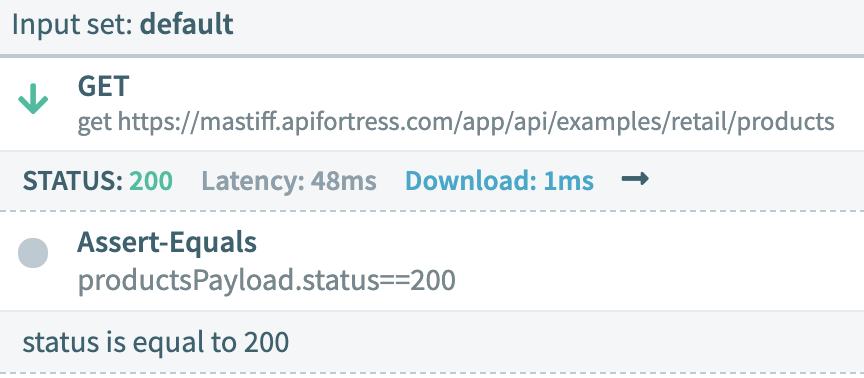 Input set: default
GET
get https://mastiff.apifortress.com/app/api/examples/retail/products
STATUS: 200 Latency: 48ms Download: 1ms
Assert-Equals
productsPayload.status==200
status is equal to 200